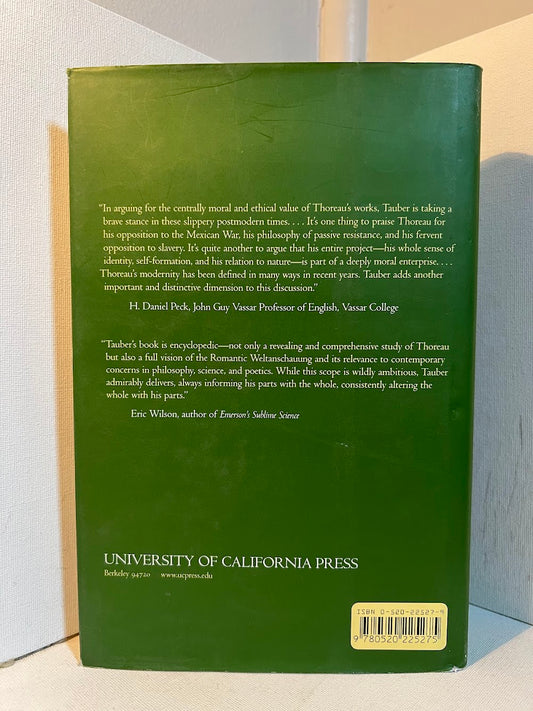 “In arguing for the centrally moral and ethical value of Thoreau’s works, Tauber is taking a
brave stance in these slippery postmodern times. . . . It’s one thing to praise Thoreau for
his opposition to the Mexican War, his philosophy of passive resistance, and his fervent
opposition to slavery. It’s quite another to argue that his entire project—his whole sense of
identity, self-formation, and his relation to nature—is part of a deeply moral enterprise. . . .
Thoreau’s modernity has been defined in many ways in recent years. Tauber adds another
important and distinctive dimension to this discussion.”
H. Daniel Peck, John Guy Vassar Professor of English, Vassar College
“Tauber’s book is encyclopedic—not only a revealing and comprehensive study of Thoreau
but also a full vision of the Romantic Weltanschauung and its relevance to contemporary
concerns in philosophy, science, and poetics. While this scope is wildly ambitious, Tauber
admirably delivers, always informing his parts with the whole, consistently altering the
whole with his parts.”
Eric Wilson, author of Emerson’s Sublime Science
UNIVERSITY OF CALIFORNIA PRESS
Berkeley 94720 www.ucpress.edu
ISBN 0-520-22527-9
9 780520 225275